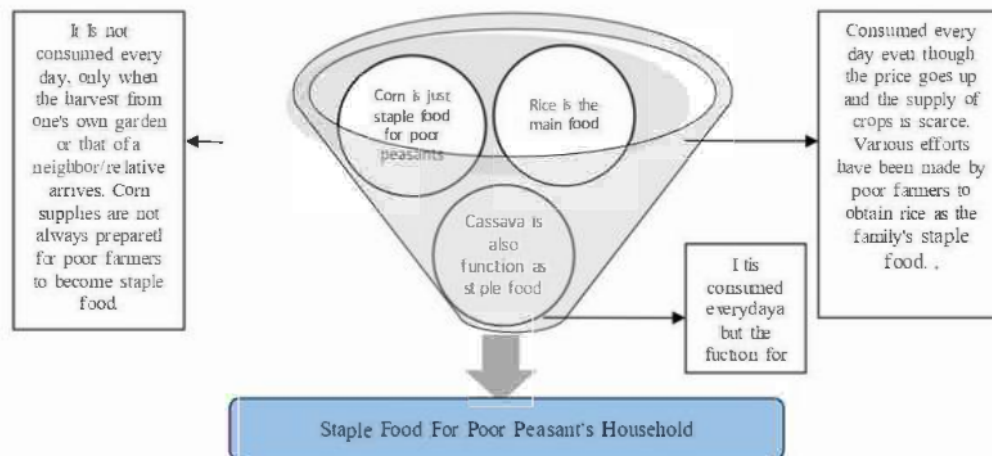 It Is not
consumed every
day, only when
the harvest from
one's own garden
or that of a
neighbor/relative
arrives. Corn
supplies are not
always prepared
for poor farmers
to become staple
food.
Corn is just
staple food
for poor
peasants
Rice is the
main food
Cassava is
also
function as
st ple food
Consumed every
day even though
the price goes up
and the supply of
crops is scarce.
Various efforts
have been made by
poor farmers to
obtain rice as the
family's staple
food. .
I tis
consumed
everydaya
but the
fuction for
Staple Food For Poor Peasant's Household